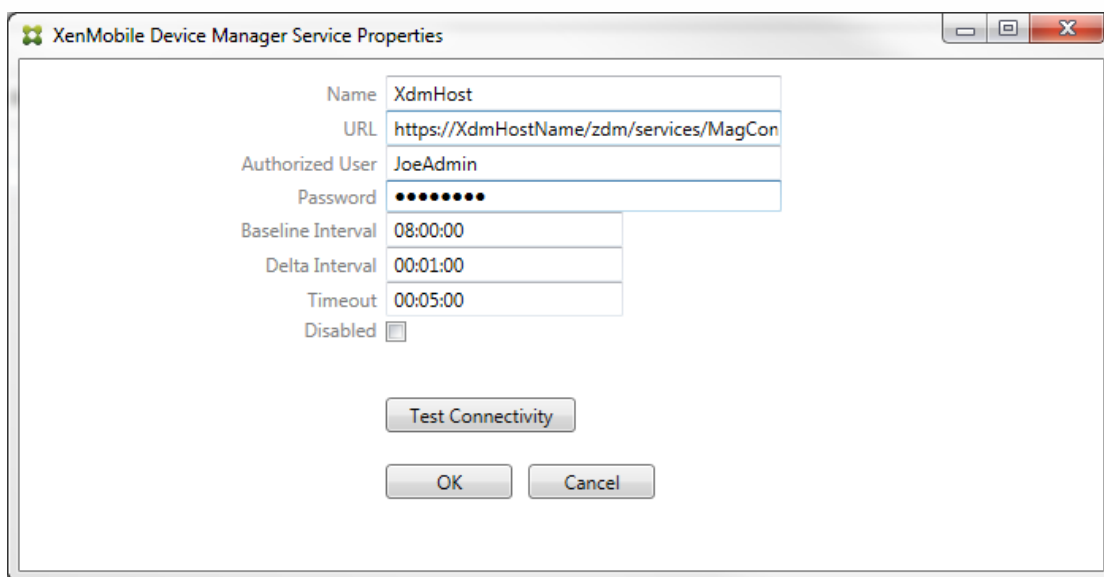 XenMobile Device Manager Service Properties
Name XdmHost
URL https://XdmHostName/zdm/services/MagCon
Authorized User JoeAdmin
Password ●●●●●●●●
Baseline Interval 08:00:00
Delta Interval 00:01:00
Timeout 00:05:00
Disabled
Test Connectivity
OK Cancel